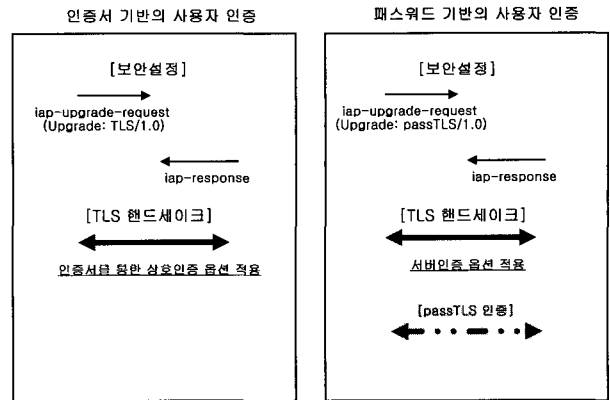 인증서 기반의 사용자 인증
[보안설정]
iap-upgrade-request
(Upgrade: TLS/1.0)
iap-response
[TLS 핸드세이크]
인증서를 통한 상호인증 옵션 적용
패스워드 기반의 사용자 인증
[보안설정]
iap-upgrade-request
(Upgrade: passTLS/1.0)
iap-response
[TLS 핸드세이크]
서버인증 옵션 적용
[passTLS 인증]